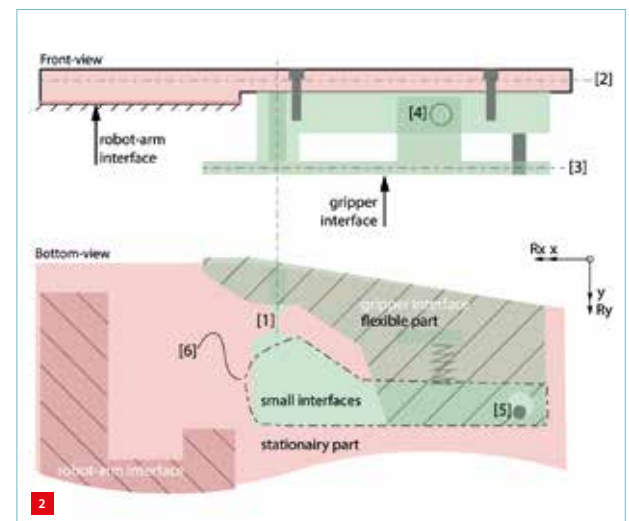 Front-view
[2]
[4]
robot-arm
interface
[3]
gripper
interface
Bottom-view
Rx x
y
Ry
gripper interface
flexible part
[1]
[6]
small interfaces
[5]
stationairy part
robot-arm interface
2